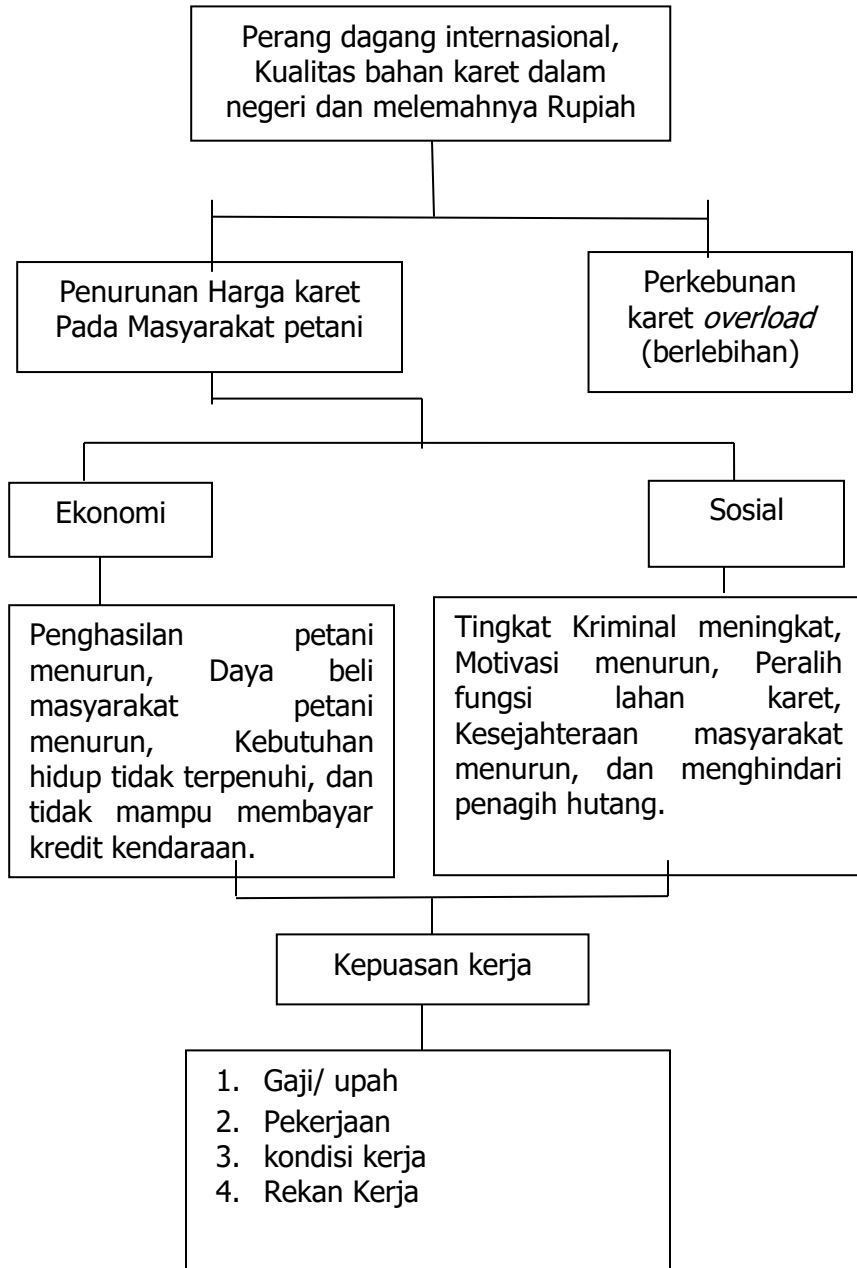 Perang dagang internasional,
Kualitas bahan karet dalam
negeri dan melemahnya Rupiah
Penurunan Harga karet
Pada Masyarakat petani
Perkebunan
karet overload
(berlebihan)
Ekonomi
Sosial
Penghasilan petani
menurun, Daya beli
masyarakat petani
menurun, Kebutuhan
hidup tidak terpenuhi, dan
tidak mampu membayar
kredit kendaraan.
Tingkat Kriminal meningkat,
Motivasi menurun, Peralih
fungsi lahan karet,
Kesejahteraan masyarakat
menurun, dan menghindari
penagih hutang.
Kepuasan kerja
1. Gaji/ upah
2. Pekerjaan
3. kondisi kerja
4. Rekan Kerja